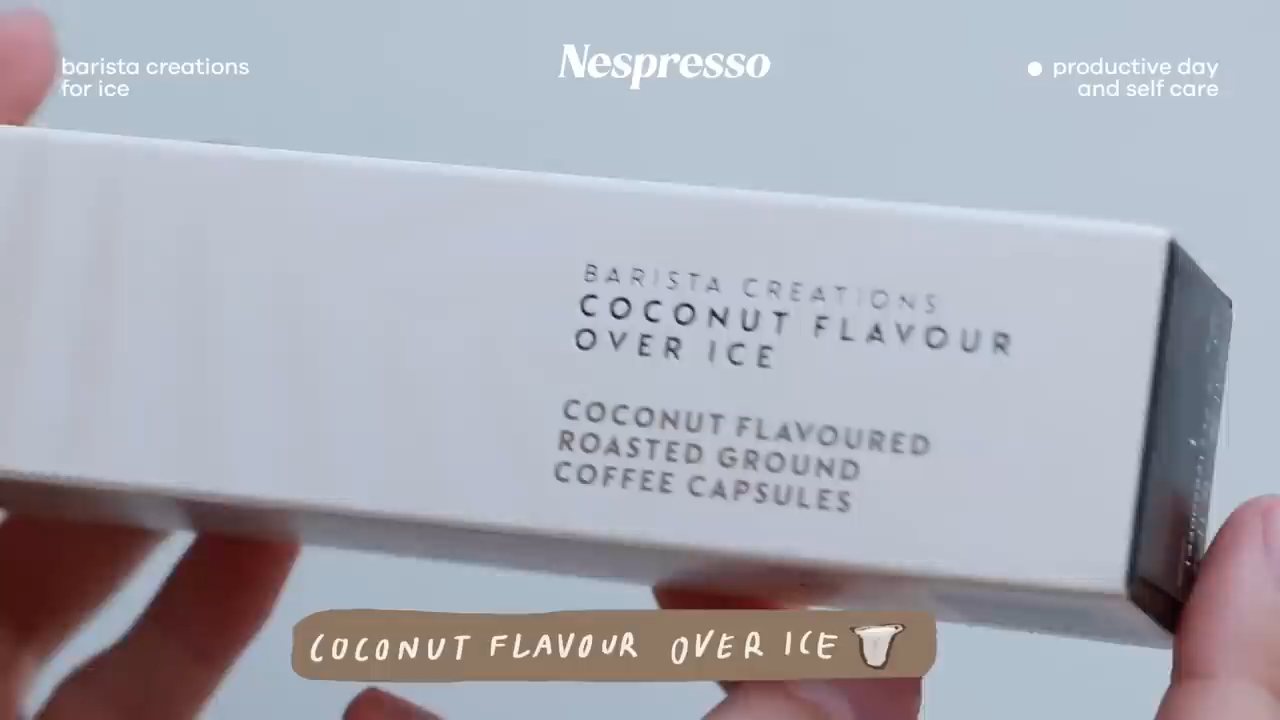 barista creations
for ice
Nespresso
productive day
and self care
BARISTA CREATIONS
COCONUT FLAVOUR
OVER ICE
COCONUT FLAVOURED
ROASTED GROUND
COFFEE CAPSULES
COCONUT FLAVOUR OVER ICE